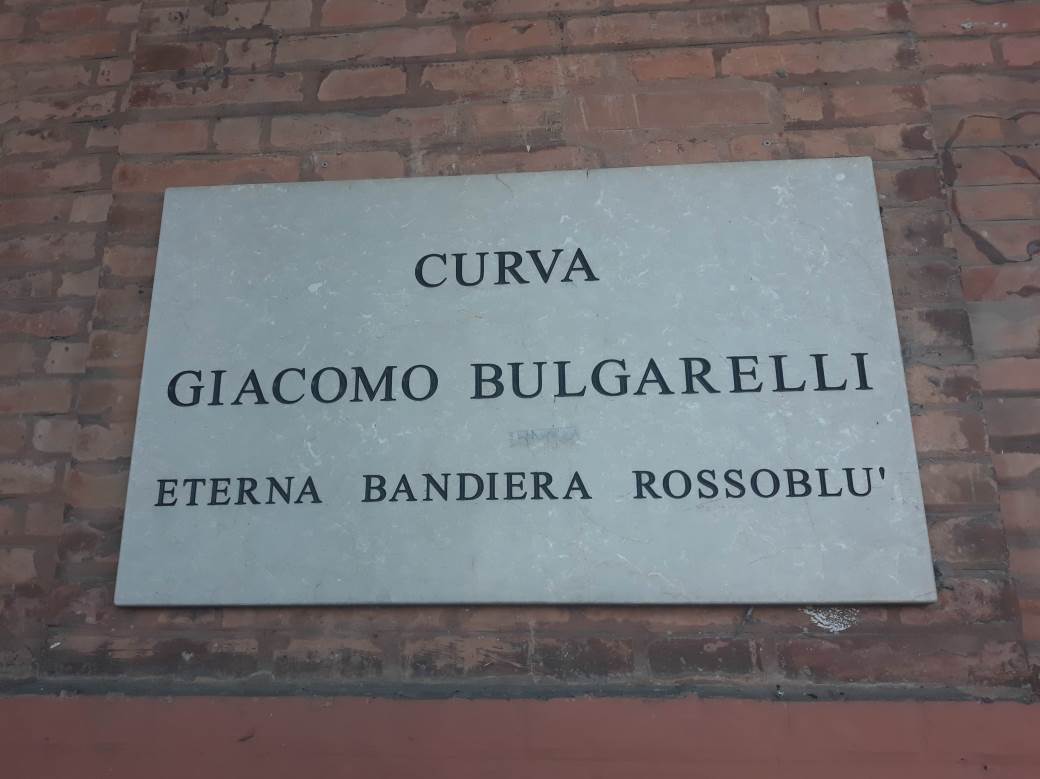 CURVA
GIACOMO BULGARELLI
ETERNA BANDIERA ROSSOBLU'